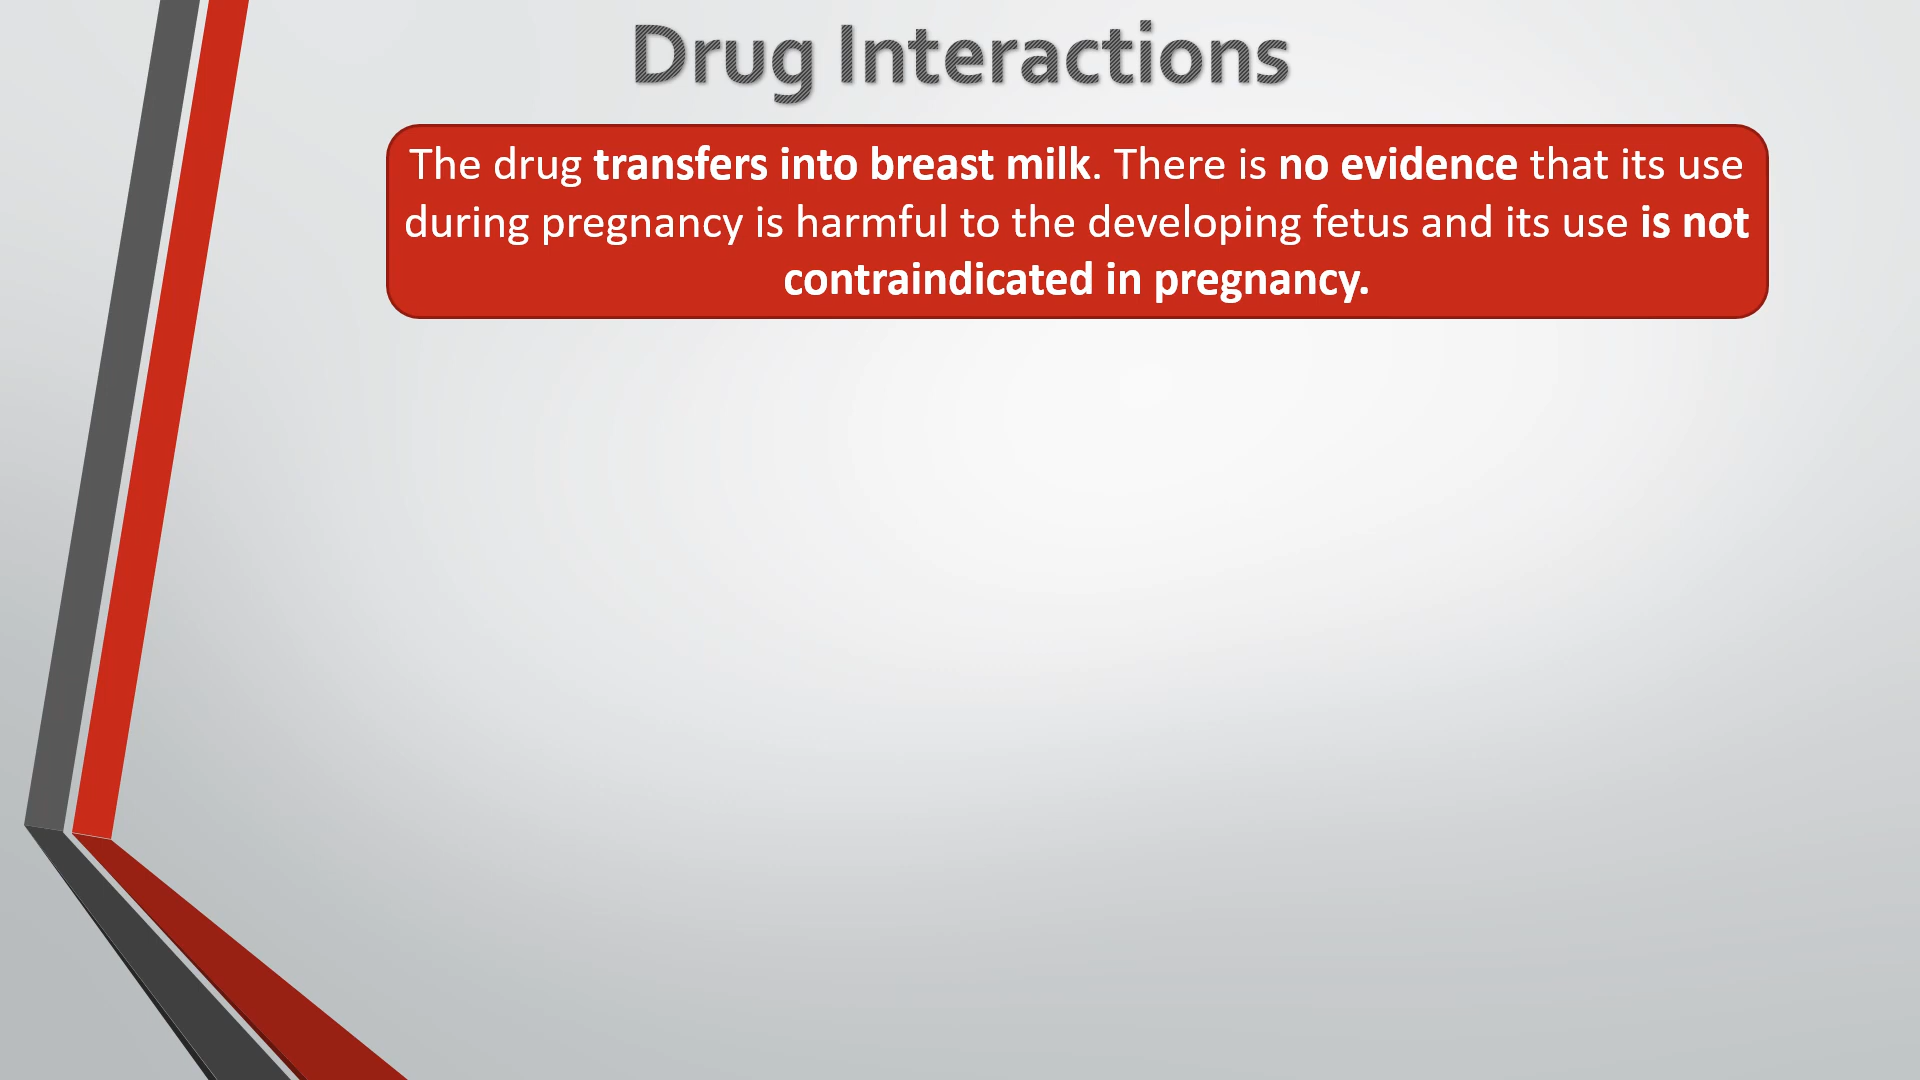 Drug Interactions
The drug transfers into breast milk. There is no evidence that its use
during pregnancy is harmful to the developing fetus and its use is not
contraindicated in pregnancy.